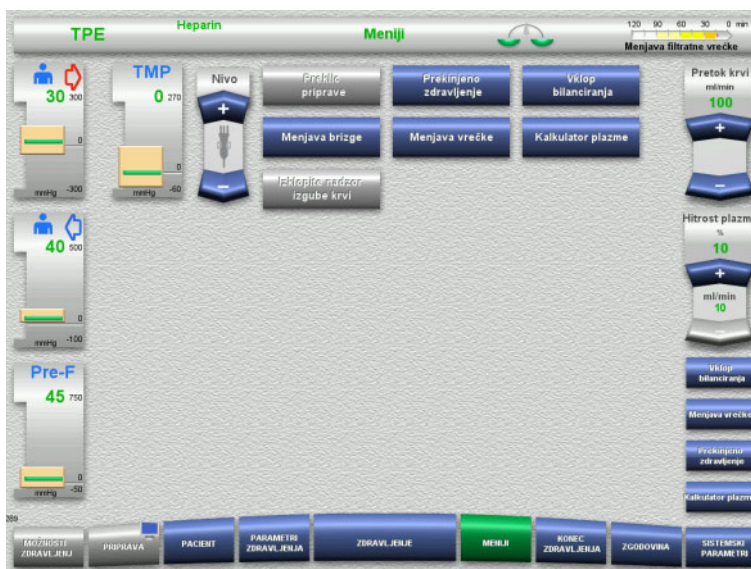 TPE
Heparin
Meniji
120 90 60 30 0 min
Menjava filtratne vrečke
30 300
0
mmHg -300
TMP
0 270
0
mmHg -60
Nivo
+
−
Preklic
priprave
Prekinjeno
zdravljenje
Vklop
bilanciranja
Menjava brizge
Menjava vrečke
Kalkulator plazme
Izklopite nadzor
izgube krvi
Pretok krvi
ml/min
100
+
−
40 500
0
mmHg -100
Hitrost plazm
%
10
+
ml/min
10
−
Pre-F
45 750
0
mmHg -50
Vklop
bilanciranja
Menjava vrečke
Prekinjeno
zdravljenje
Kalkulator plazm
289
MOŽNOSTI
ZDRAVLJENJ
PRIPRAVA
PACIENT
PARAMETRI
ZDRAVLJENJA
ZDRAVLJENJE
MENIJI
KONEC
ZDRAVLJENJA
ZGODOVINA
SISTEMSKI
PARAMETRI